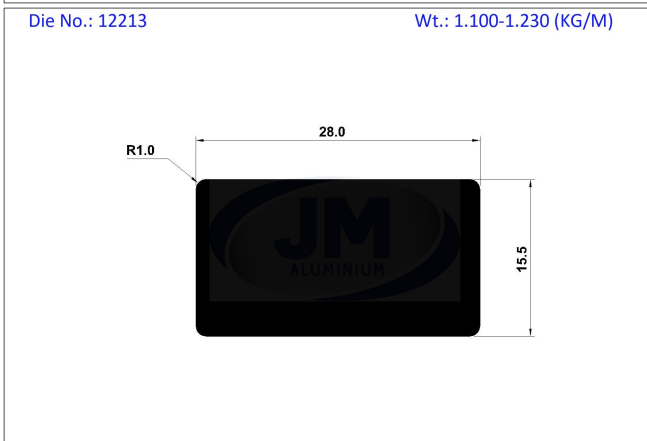 Die No.: 12213
Wt.: 1.100-1.230 (KG/M)
28.0
R1.0
15.5
JM
ALUMINIUM